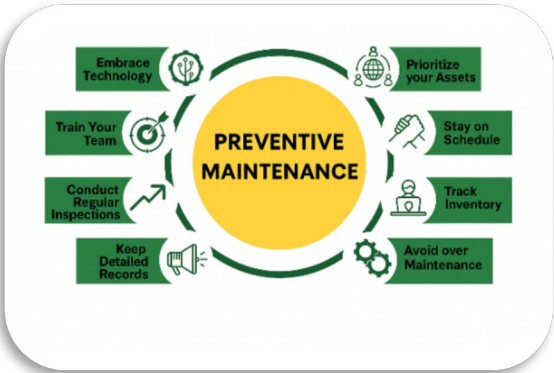 Embrace
Technology
Train Your
Team
Conduct
Regular
Inspections
Keep
Detailed
Records
PREVENTIVE
MAINTENANCE
Prioritize
your Assets
Stay on
Schedule
Track
Inventory
Avoid over
Maintenance